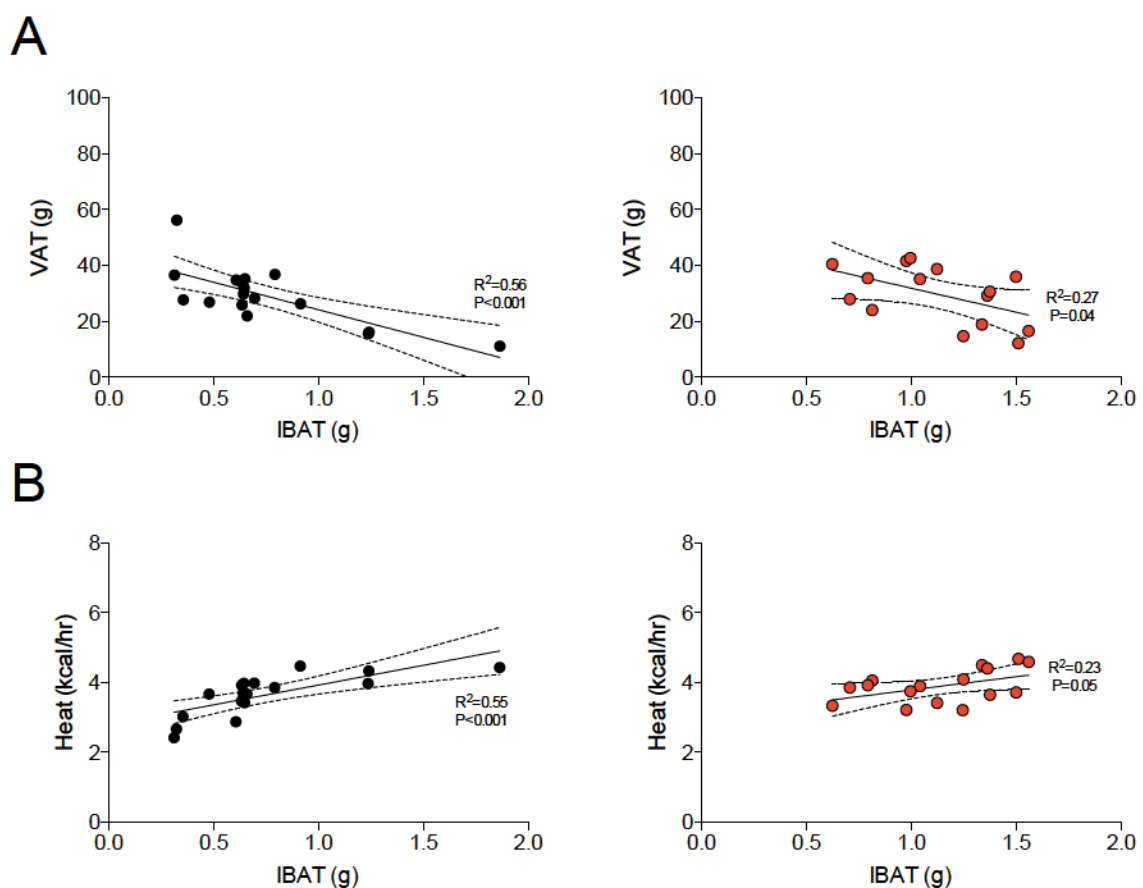 A
100
80
60
40
20
0
VAT (g)
R²=0.56
P<0.001
0.0 0.5 1.0 1.5 2.0
IBAT (g)
100
80
60
40
20
0
VAT (g)
R²=0.27
P=0.04
0.0 0.5 1.0 1.5 2.0
IBAT (g)
B
8
6
4
2
0
Heat (kcal/hr)
R²=0.55
P<0.001
0.0 0.5 1.0 1.5 2.0
IBAT (g)
8
6
4
2
0
Heat (kcal/hr)
R²=0.23
P=0.05
0.0 0.5 1.0 1.5 2.0
IBAT (g)